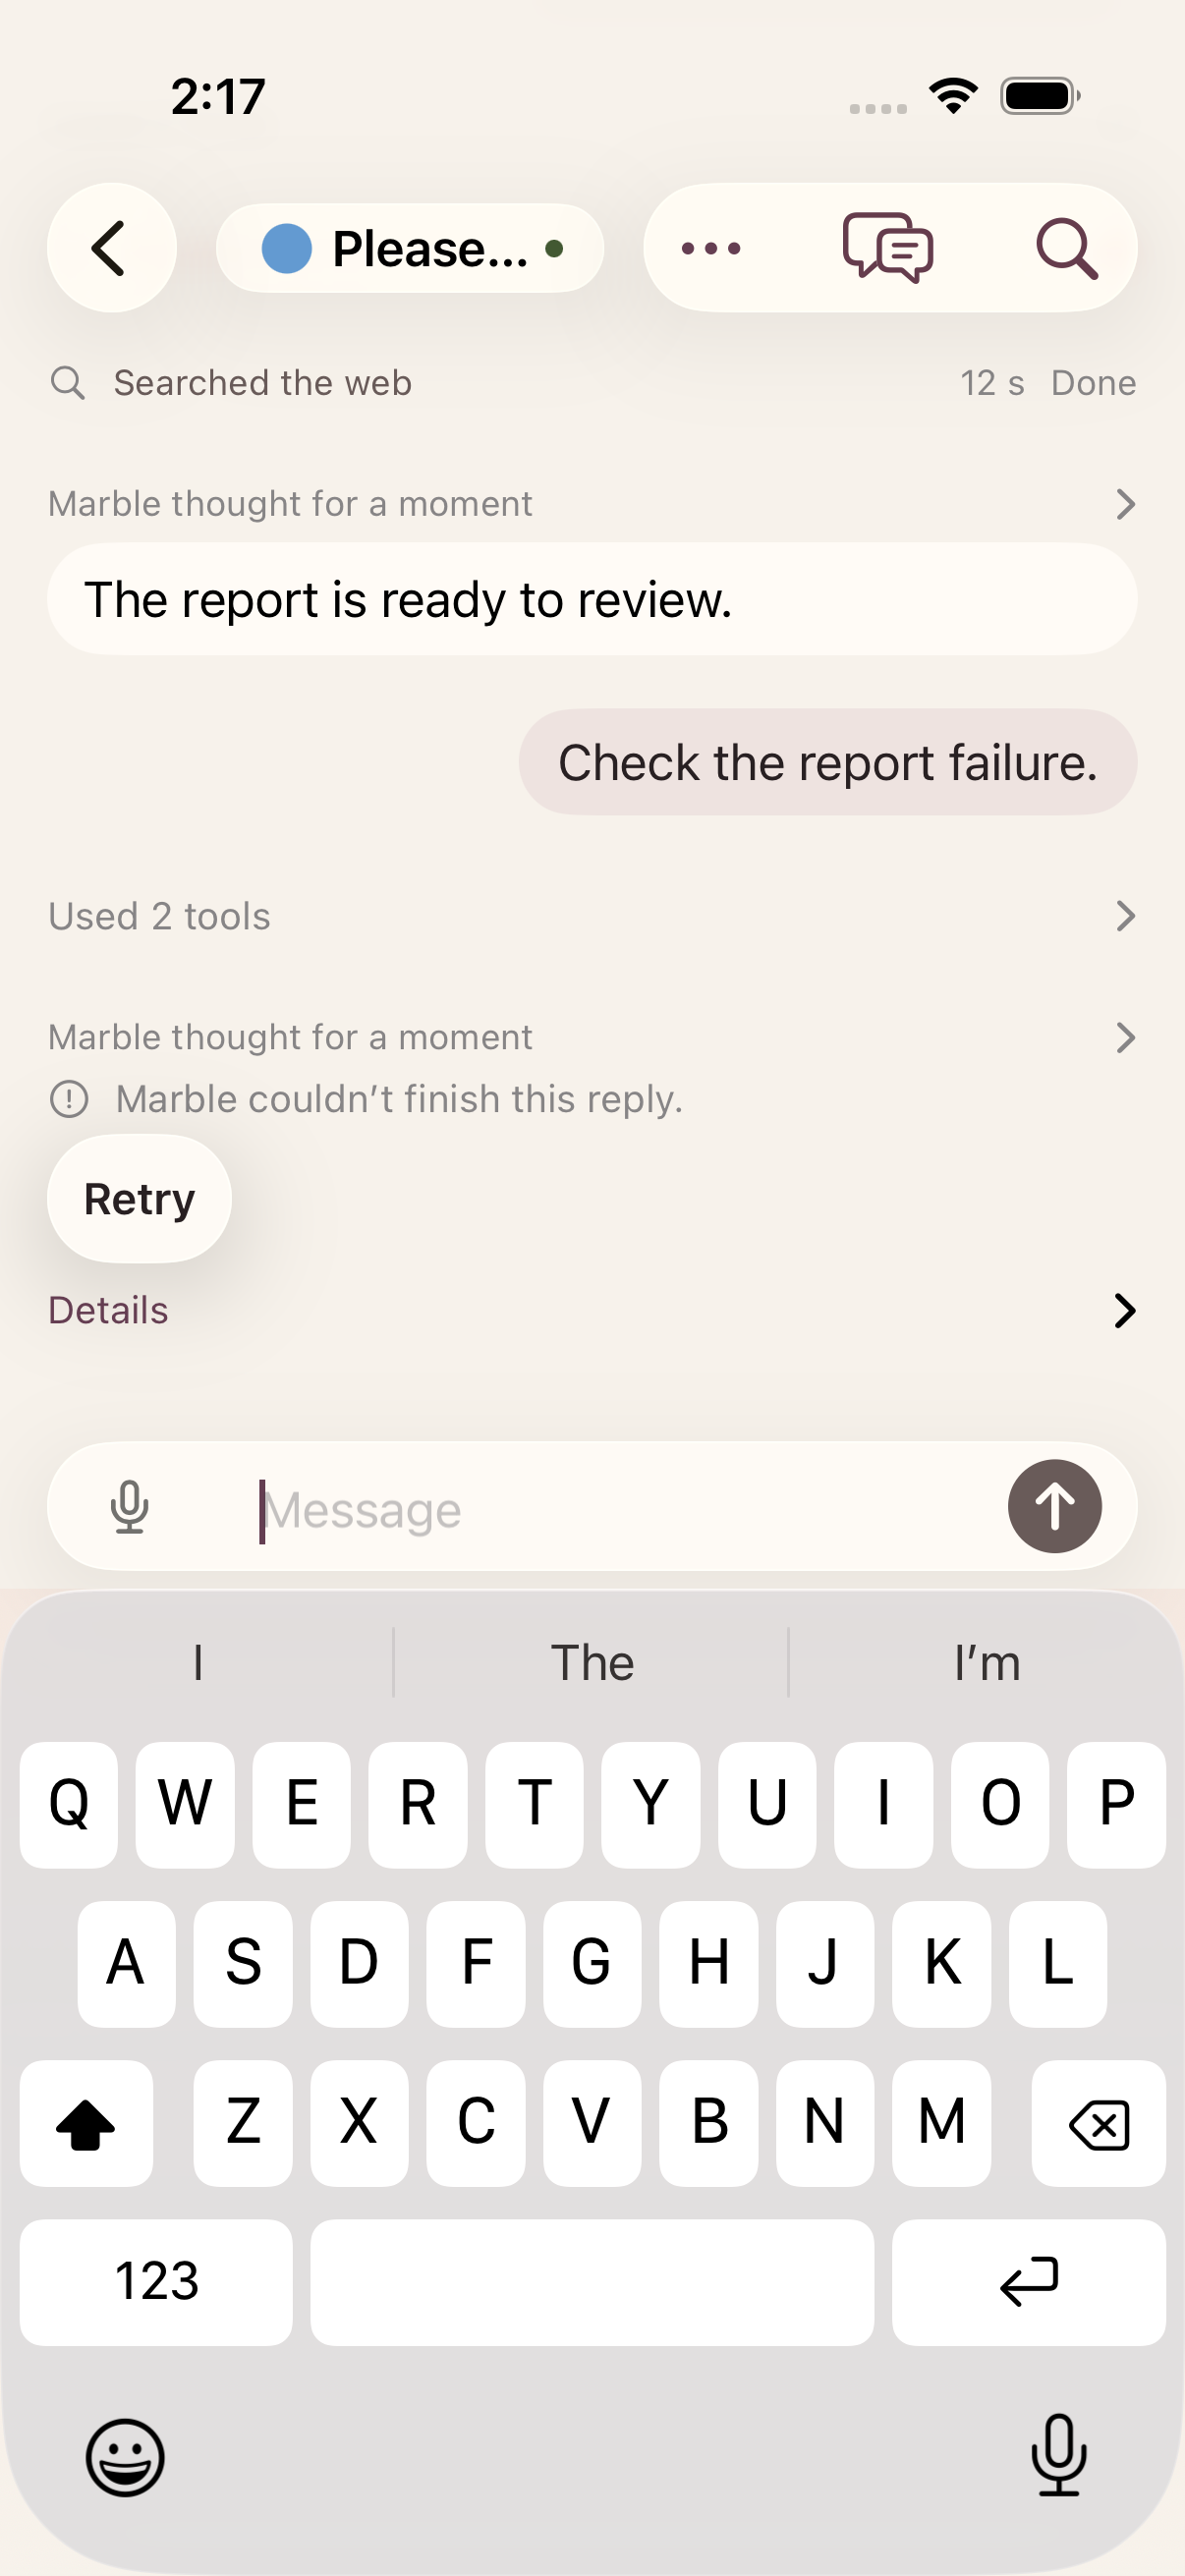 2:17
Please...
Searched the web 12 s Done
Marble thought for a moment
The report is ready to review.
Check the report failure.
Used 2 tools
Marble thought for a moment
Marble couldn’t finish this reply.
Retry
Details
Message
I The I’m
Q W E R T Y U I O P
A S D F G H J K L
Z X C V B N M
123